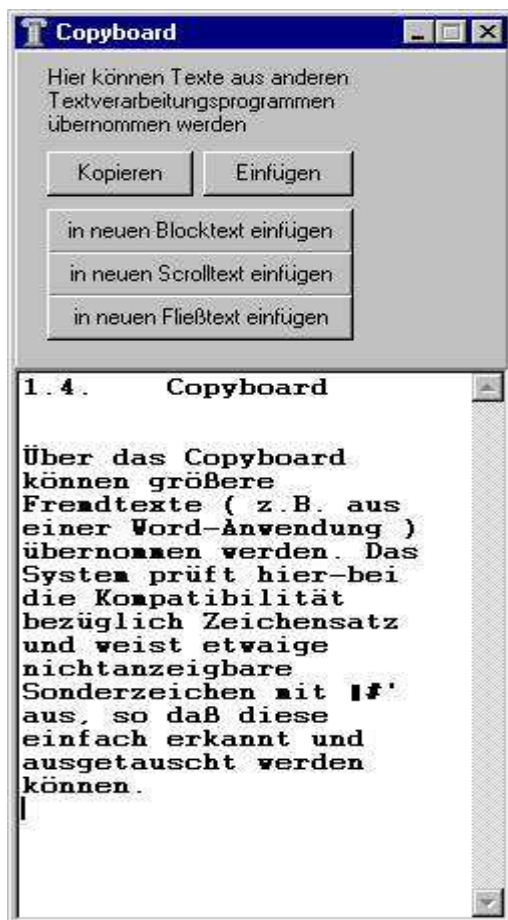 Copyboard
Hier können Texte aus anderen
Textverarbeitungsprogrammen
übernommen werden
Kopieren Einfügen
in neuen Blocktext einfügen
in neuen Scrolltext einfügen
in neuen Fließtext einfügen
1.4. Copyboard
Über das Copyboard
können größere
Fremdtexte ( z.B. aus
einer Word-Anwendung )
übernommen werden. Das
System prüft hier-bei
die Kompatibilität
bezüglich Zeichensatz
und weist etwaige
nichtanzeigbare
Sonderzeichen mit ▮#'
aus, so daß diese
einfach erkannt und
ausgetauscht werden
können.